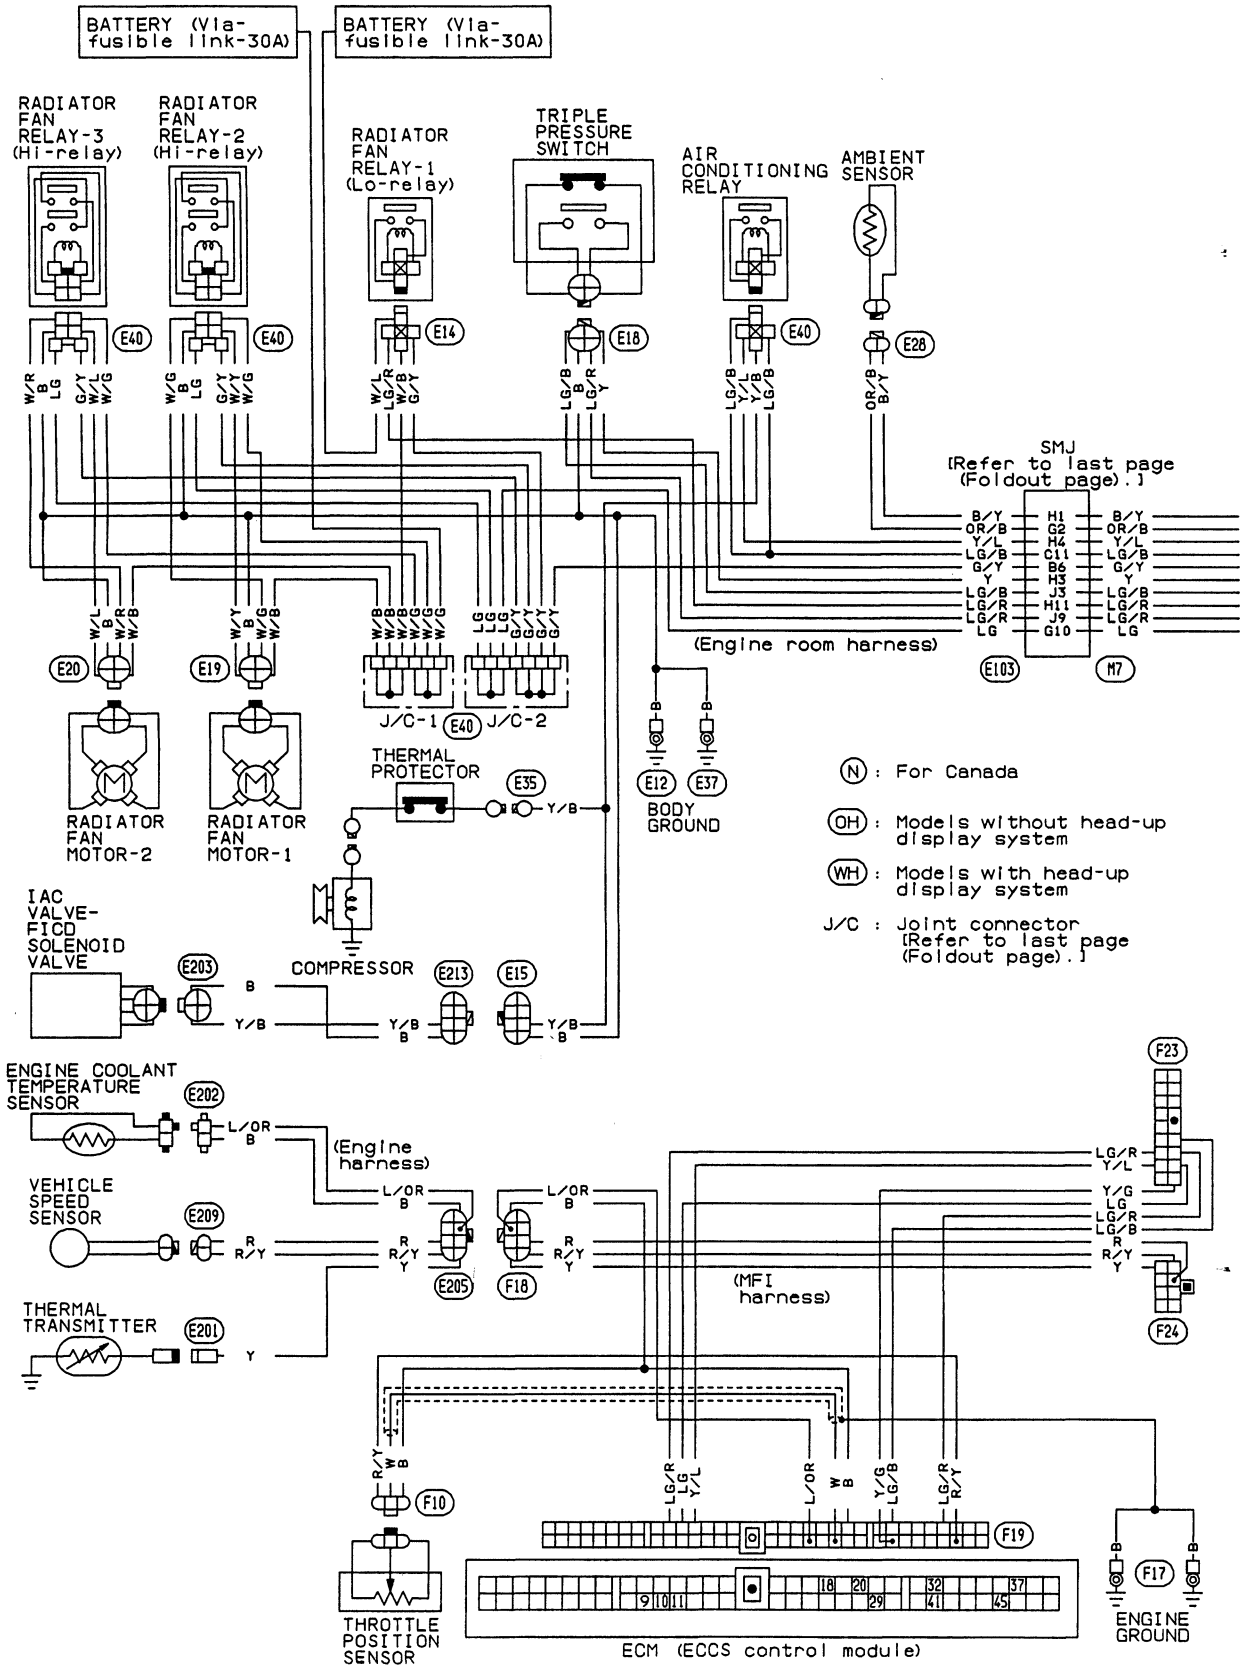 BATTERY (Via-
fusible link-30A)
BATTERY (Via-
fusible link-30A)
RADIATOR
FAN
RELAY-3
(Hi-relay)
RADIATOR
FAN
RELAY-2
(Hi-relay)
RADIATOR
FAN
RELAY-1
(Lo-relay)
TRIPLE
PRESSURE
SWITCH
AIR
CONDITIONING
RELAY
AMBIENT
SENSOR
E40
E40
E14
E18
E40
E28
W/R
B
LG
G/Y
W/L
W/G
W/G
B
LG
G/Y
W/Y
W/G
W/L
LG/R
W/B
G/Y
LG/B
B
LG/R
Y
LG/B
Y/L
Y/B
LG/B
OR/B
B/Y
SMJ
[Refer to last page
(Foldout page).]
B/Y H1 B/Y
OR/B G2 OR/B
Y/L H4 Y/L
LG/B C11 LG/B
G/Y B6 G/Y
Y H3 Y
LG/B J3 LG/B
LG/R H11 LG/R
LG/R J9 LG/R
LG G10 LG
(Engine room harness)
E103
M7
W/L
B
W/R
W/B
W/Y
B
W/G
W/B
W/B
W/B
W/B
W/G
W/G
W/G
LG
LG
LG
G/Y
G/Y
G/Y
G/Y
E20
E19
J/C-1
E40
J/C-2
B
B
E12
E37
BODY
GROUND
RADIATOR
FAN
MOTOR-2
RADIATOR
FAN
MOTOR-1
M
M
THERMAL
PROTECTOR
E35
Y/B
COMPRESSOR
N : For Canada
OH : Models without head-up
display system
WH : Models with head-up
display system
J/C : Joint connector
[Refer to last page
(Foldout page).]
IAC
VALVE-
FICD
SOLENOID
VALVE
E203
B
Y/B
Y/B
B
E213
E15
Y/B
B
ENGINE COOLANT
TEMPERATURE
SENSOR
E202
L/OR
B
(Engine
harness)
VEHICLE
SPEED
SENSOR
E209
R
R/Y
L/OR
B
R
R/Y
Y
E205
F18
L/OR
B
R
R/Y
Y
(MFI
harness)
F23
LG/R
Y/L
Y/G
LG
LG/R
LG/B
R
R/Y
Y
F24
THERMAL
TRANSMITTER
E201
Y
R/Y
W
B
F10
LG/R
LG
Y/L
L/OR
W
B
Y/G
LG/B
LG/R
R/Y
F19
THROTTLE
POSITION
SENSOR
18 20 32 37
9 10 11 29 41 45
ECM (ECCS control module)
B
B
F17
ENGINE
GROUND